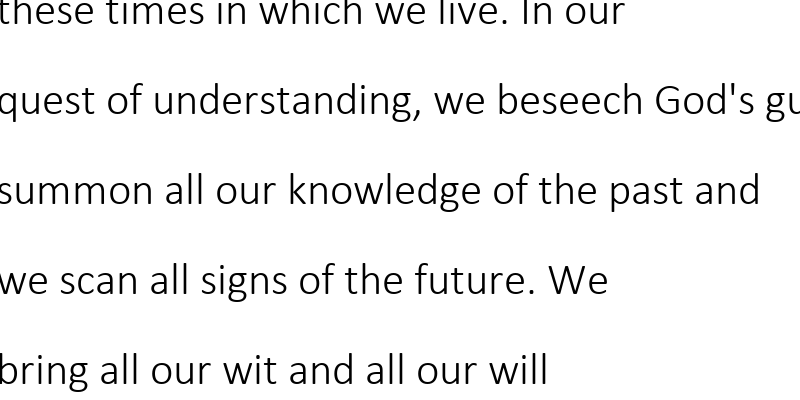 these times in which we live. In our
quest of understanding, we beseech God's gu
summon all our knowledge of the past and
we scan all signs of the future. We
bring all our wit and all our will